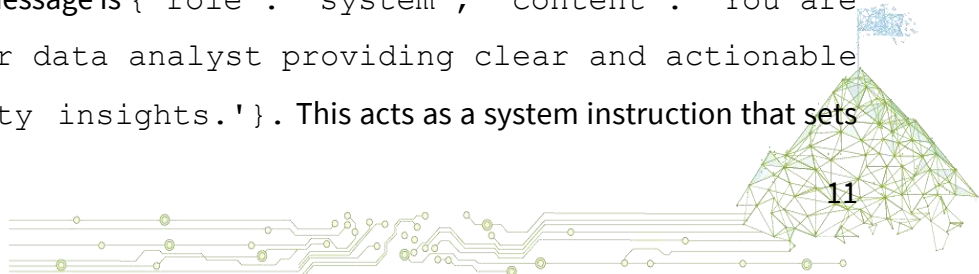 message is {'role': 'system', 'content': 'You are
r data analyst providing clear and actionable
ty insights.'}. This acts as a system instruction that sets
11